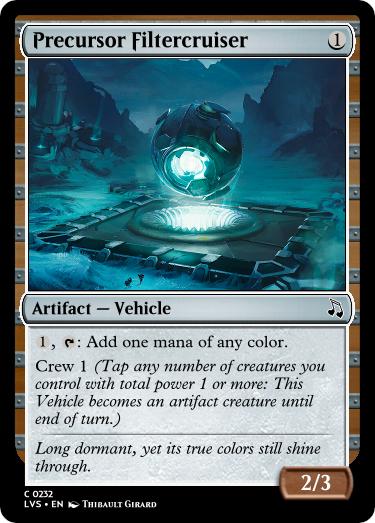 Precursor Filtercruiser 1
Artifact — Vehicle
1, : Add one mana of any color.
Crew 1 (Tap any number of creatures you
control with total power 1 or more: This
Vehicle becomes an artifact creature until
end of turn.)
Long dormant, yet its true colors still shine
through.
2/3
C 0232
LVS • EN Thibault Girard